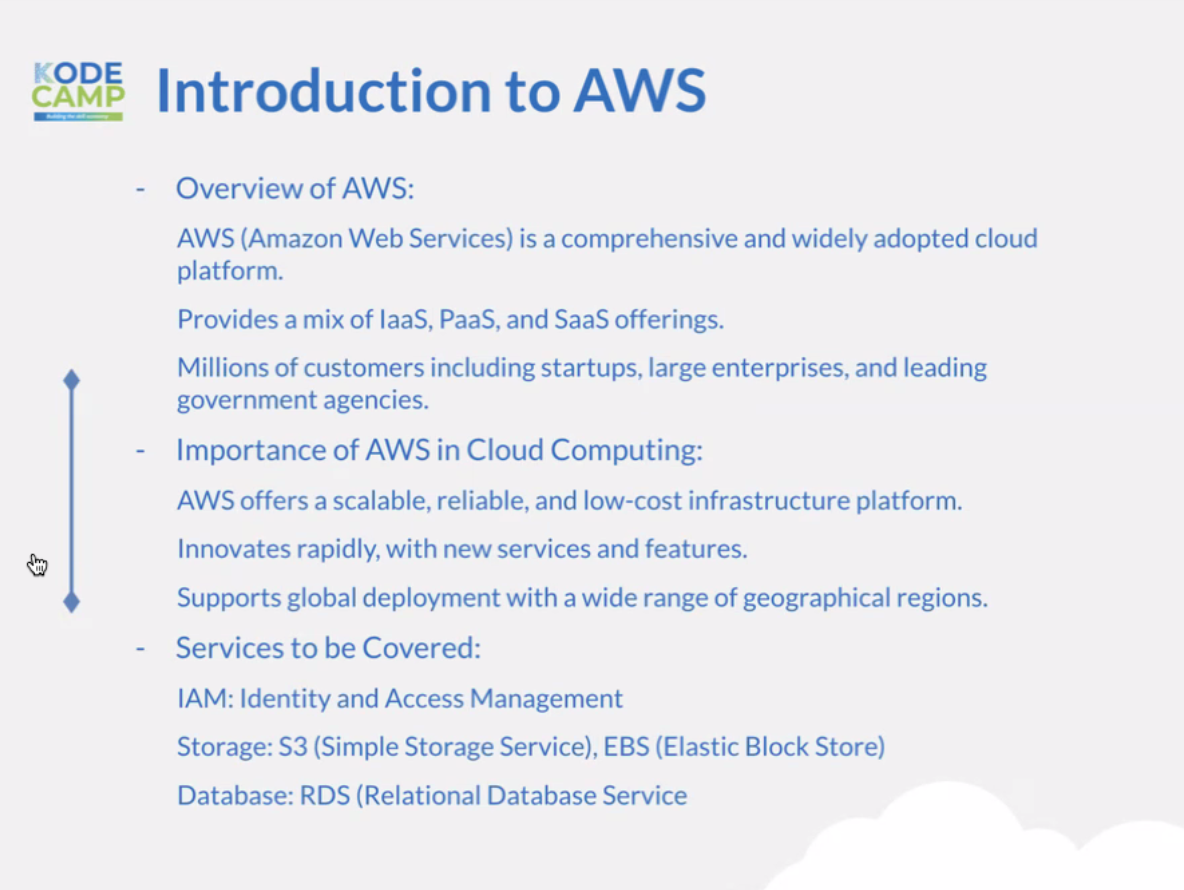 KODE
CAMP
Building the skill economy
Introduction to AWS
- Overview of AWS:
AWS (Amazon Web Services) is a comprehensive and widely adopted cloud
platform.
Provides a mix of IaaS, PaaS, and SaaS offerings.
Millions of customers including startups, large enterprises, and leading
government agencies.
- Importance of AWS in Cloud Computing:
AWS offers a scalable, reliable, and low-cost infrastructure platform.
Innovates rapidly, with new services and features.
Supports global deployment with a wide range of geographical regions.
- Services to be Covered:
IAM: Identity and Access Management
Storage: S3 (Simple Storage Service), EBS (Elastic Block Store)
Database: RDS (Relational Database Service